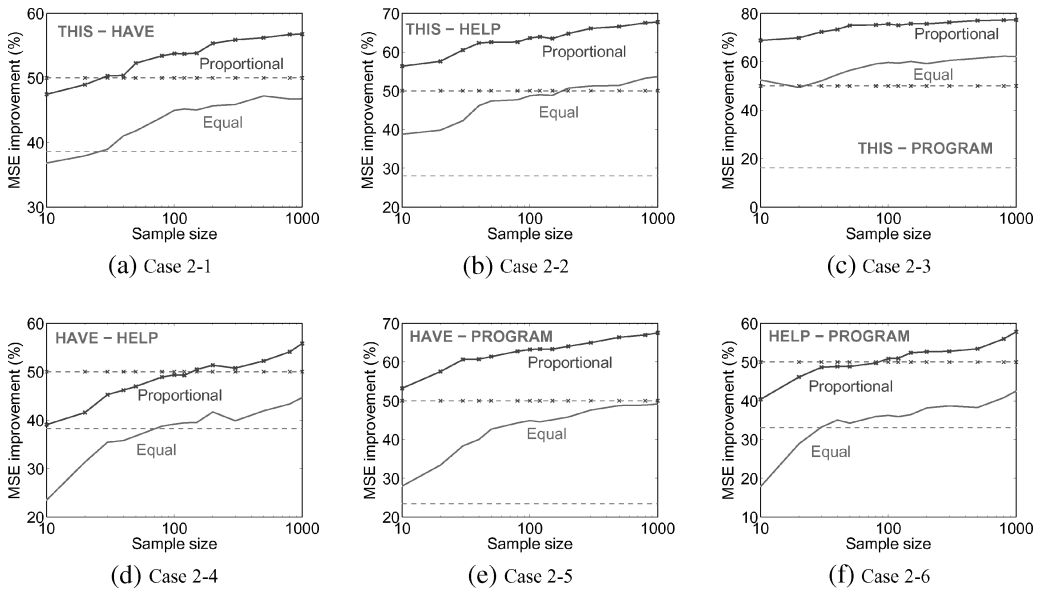 60
50
40
30
MSE improvement (%)
THIS – HAVE
Proportional
Equal
10
100
1000
Sample size
(a) Case 2-1
70
60
50
40
30
20
MSE improvement (%)
THIS – HELP
Proportional
Equal
10
100
1000
Sample size
(b) Case 2-2
80
60
40
20
0
MSE improvement (%)
Proportional
Equal
THIS – PROGRAM
10
100
1000
Sample size
(c) Case 2-3
60
50
40
30
20
MSE improvement (%)
HAVE – HELP
Proportional
Equal
10
100
1000
Sample size
(d) Case 2-4
70
60
50
40
30
20
MSE improvement (%)
HAVE – PROGRAM
Proportional
Equal
10
100
1000
Sample size
(e) Case 2-5
60
50
40
30
20
10
MSE improvement (%)
HELP – PROGRAM
Proportional
Equal
10
100
1000
Sample size
(f) Case 2-6